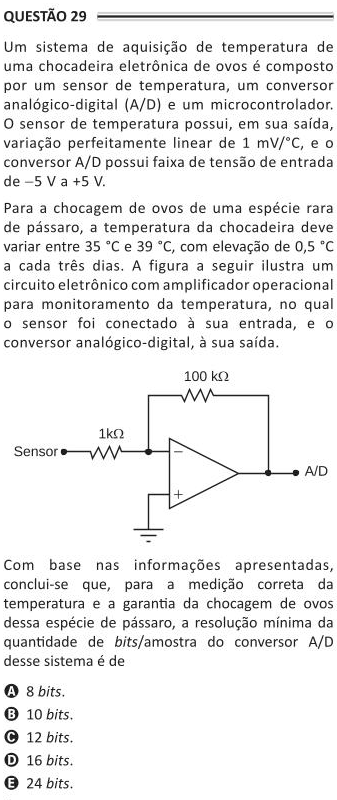 QUESTÃO 29
Um sistema de aquisição de temperatura de
uma chocadeira eletrônica de ovos é composto
por um sensor de temperatura, um conversor
analógico-digital (A/D) e um microcontrolador.
O sensor de temperatura possui, em sua saída,
variação perfeitamente linear de 1 mV/°C, e o
conversor A/D possui faixa de tensão de entrada
de −5 V a +5 V.
Para a chocagem de ovos de uma espécie rara
de pássaro, a temperatura da chocadeira deve
variar entre 35 °C e 39 °C, com elevação de 0,5 °C
a cada três dias. A figura a seguir ilustra um
circuito eletrônico com amplificador operacional
para monitoramento da temperatura, no qual
o sensor foi conectado à sua entrada, e o
conversor analógico-digital, à sua saída.
100 kΩ
1kΩ
Sensor
−
A/D
+
Com base nas informações apresentadas,
conclui-se que, para a medição correta da
temperatura e a garantia da chocagem de ovos
dessa espécie de pássaro, a resolução mínima da
quantidade de bits/amostra do conversor A/D
desse sistema é de
A 8 bits.
B 10 bits.
C 12 bits.
D 16 bits.
E 24 bits.